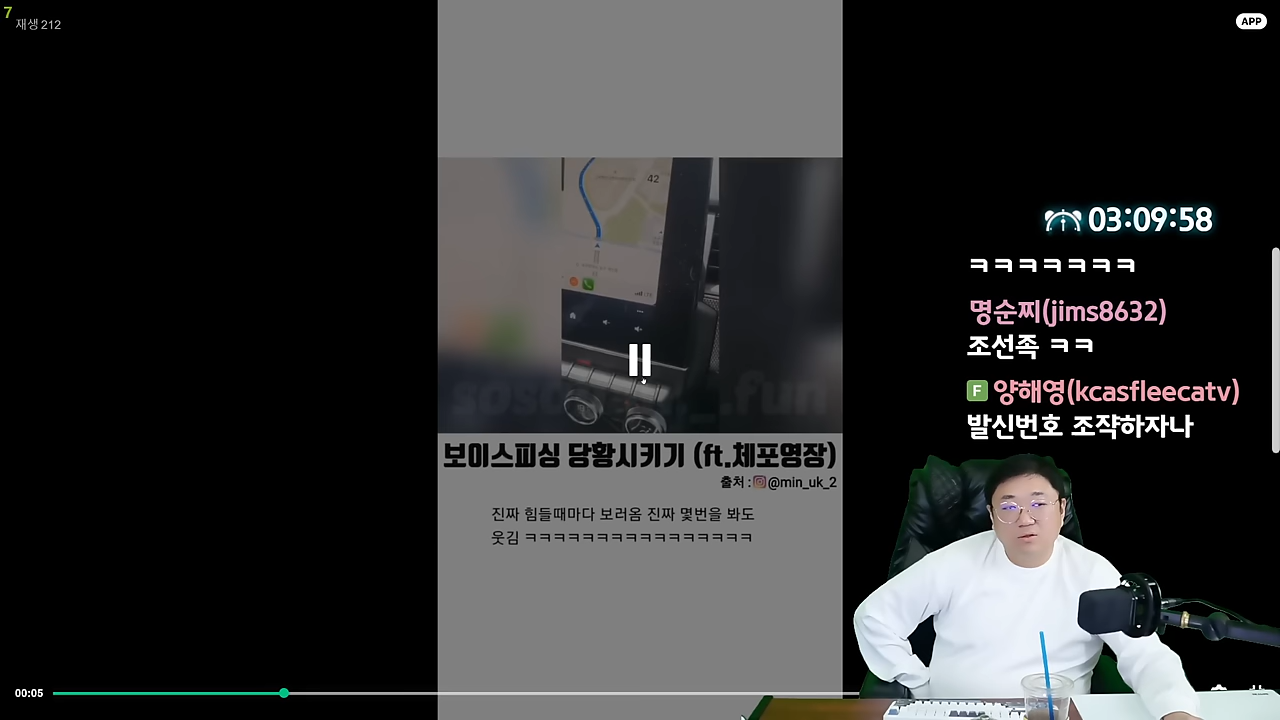 7
재생 212
APP
42
03:09:58
ㅋㅋㅋㅋㅋㅋㅋ
명순찌(jims8632)
조선족 ㅋㅋ
F 양해영(kcasfleecatv)
발신번호 조쟉하자나
보이스피싱 당황시키기 (ft.체포영장)
출처 : @min_uk_2
진짜 힘들때마다 보러옴 진짜 몇번을 봐도
웃김 ㅋㅋㅋㅋㅋㅋㅋㅋㅋㅋㅋㅋㅋㅋㅋㅋ
00:05